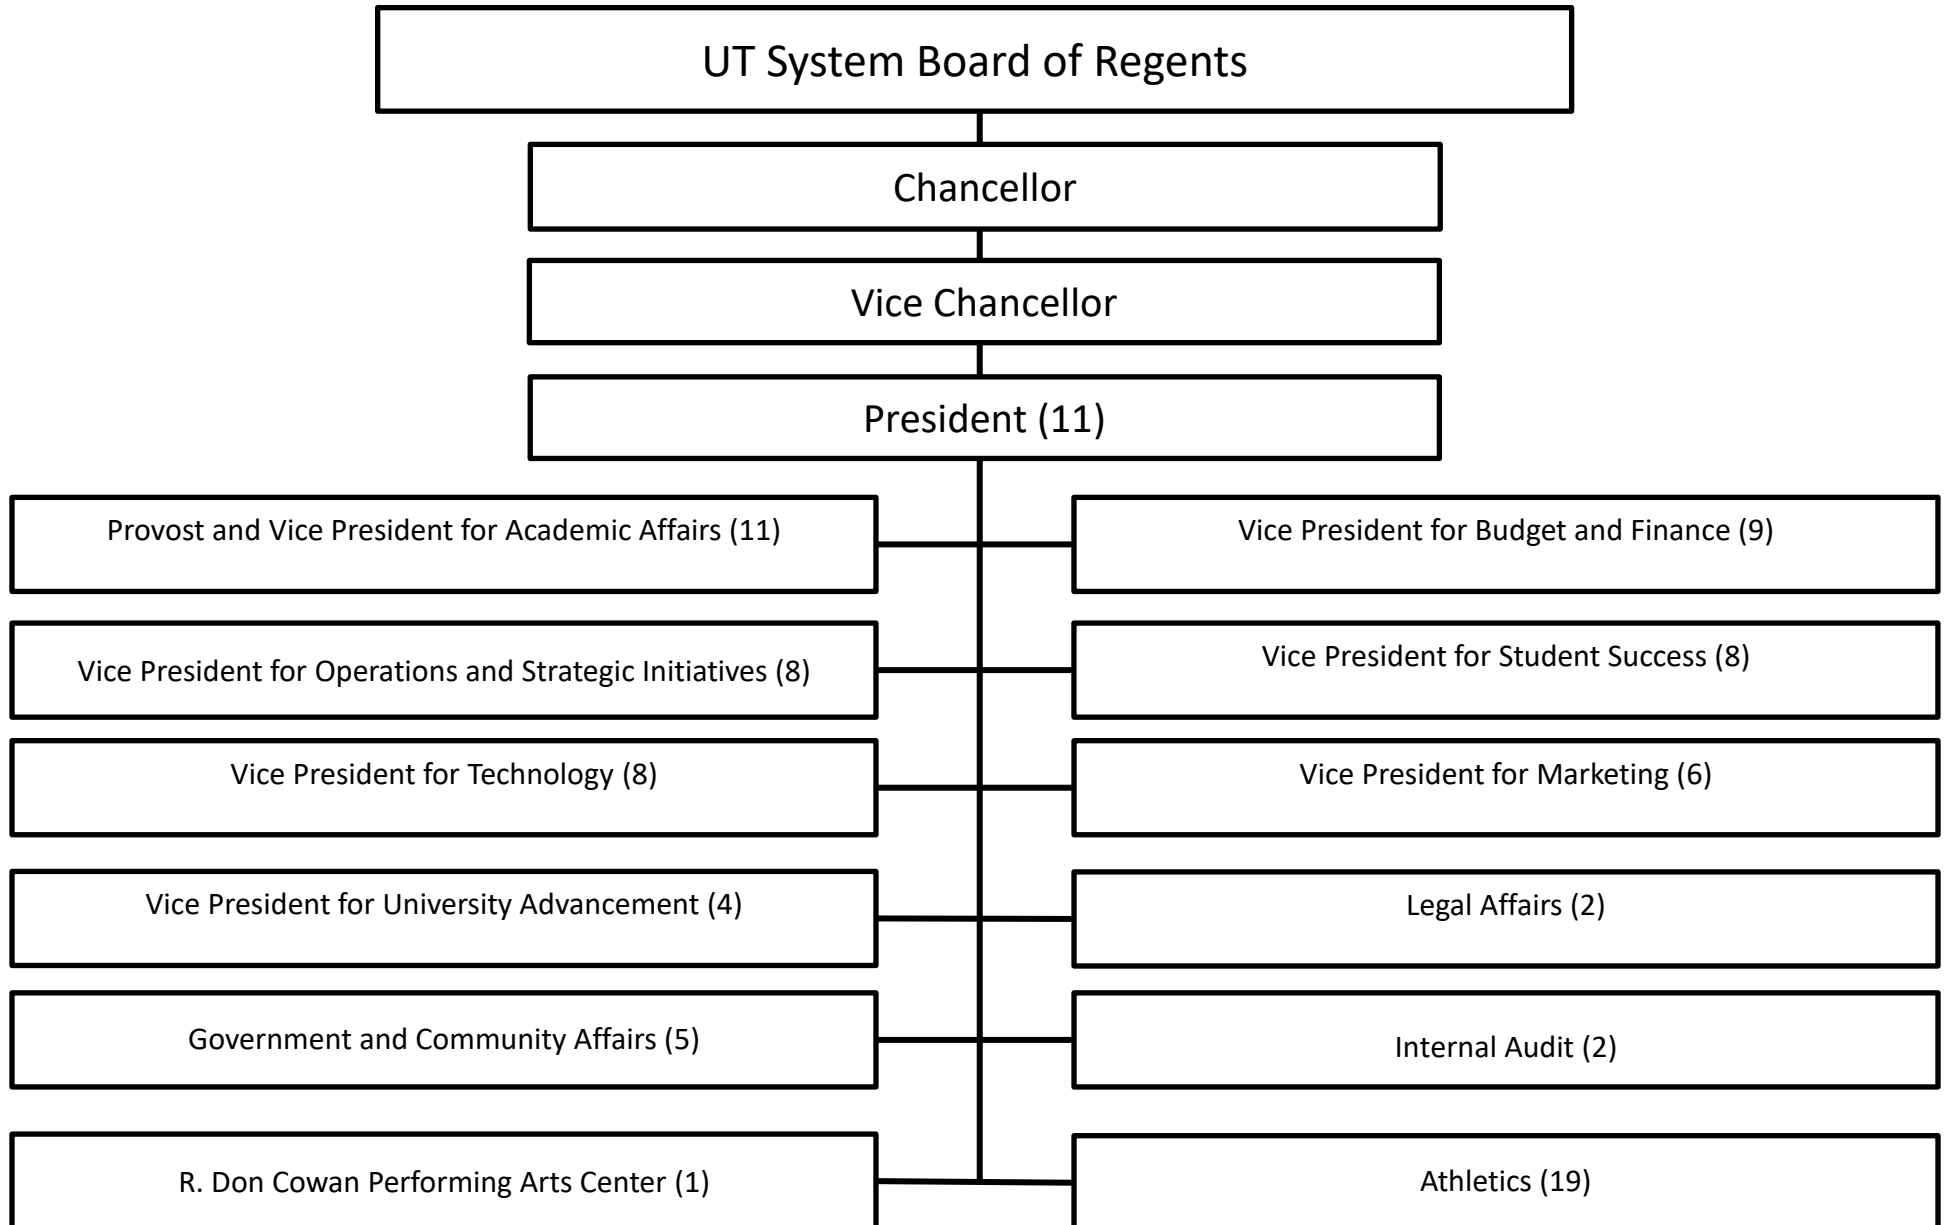 UT System Board of Regents
Chancellor
Vice Chancellor
President (11)
Provost and Vice President for Academic Affairs (11)
Vice President for Budget and Finance (9)
Vice President for Operations and Strategic Initiatives (8)
Vice President for Student Success (8)
Vice President for Technology (8)
Vice President for Marketing (6)
Vice President for University Advancement (4)
Legal Affairs (2)
Government and Community Affairs (5)
Internal Audit (2)
R. Don Cowan Performing Arts Center (1)
Athletics (19)